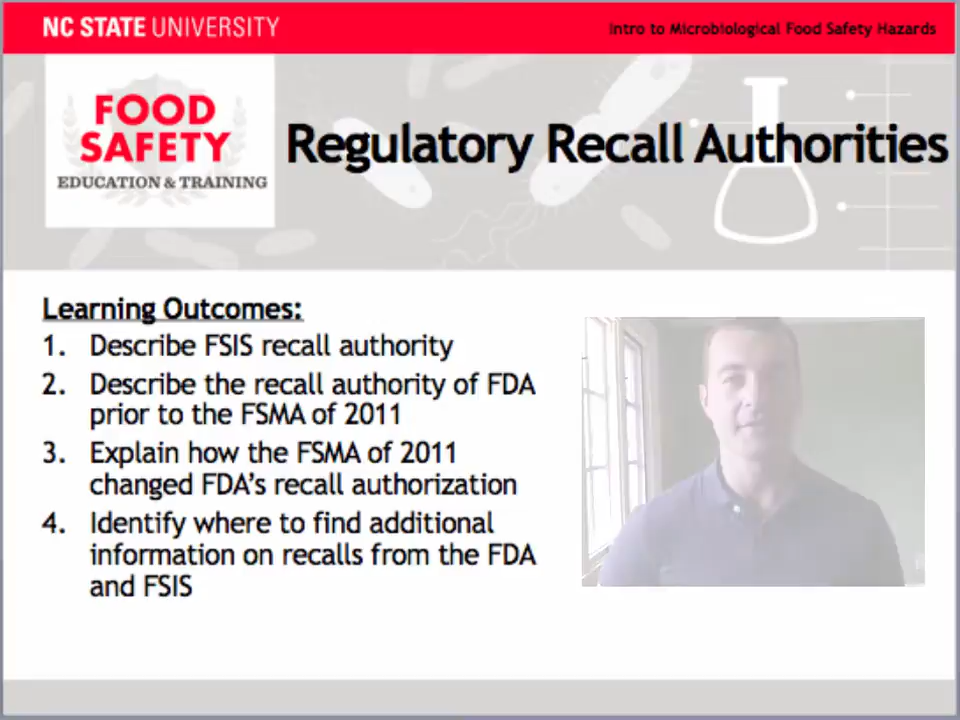 NC STATE UNIVERSITY
Intro to Microbiological Food Safety Hazards
FOOD
SAFETY
EDUCATION & TRAINING
Regulatory Recall Authorities
Learning Outcomes:
1. Describe FSIS recall authority
2. Describe the recall authority of FDA
prior to the FSMA of 2011
3. Explain how the FSMA of 2011
changed FDA's recall authorization
4. Identify where to find additional
information on recalls from the FDA
and FSIS